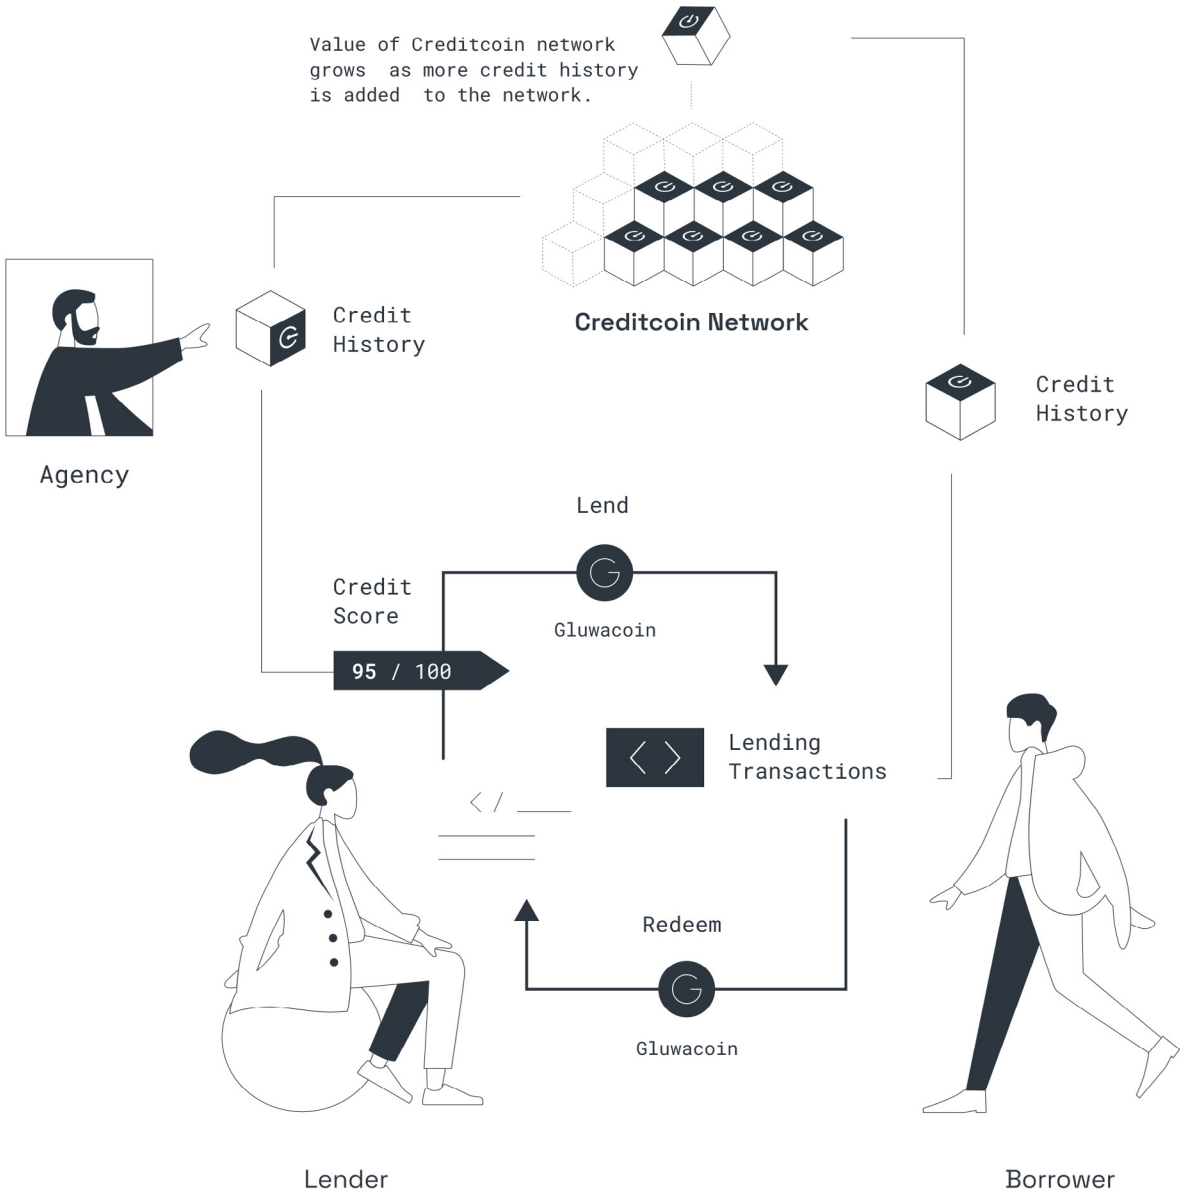 Value of Creditcoin network
grows as more credit history
is added to the network.
Creditcoin Network
Credit
History
Agency
Credit
History
Lend
Gluwacoin
Credit
Score
95 / 100
< >
Lending
Transactions
</
Redeem
Gluwacoin
Lender
Borrower